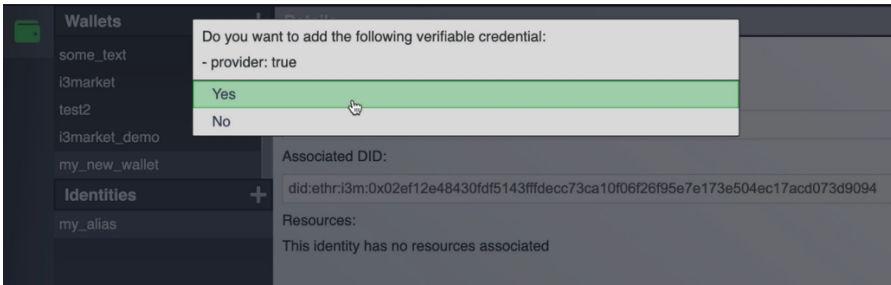 Wallets
+
Details
Do you want to add the following verifiable credential:
- provider: true
Yes
No
some_text
i3market
test2
i3market_demo
my_new_wallet
Identities
+
my_alias
Associated DID:
did:ethr:i3m:0x02ef12e48430fdf5143fffdecc73ca10f06f26f95e7e173e504ec17acd073d9094
Resources:
This identity has no resources associated